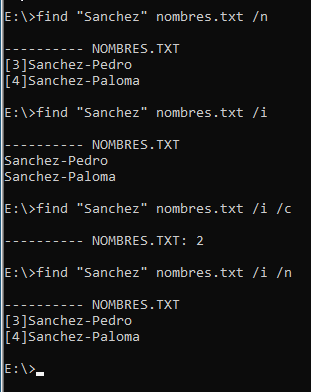 E:\>find "Sanchez" nombres.txt /n
---------- NOMBRES.TXT
[3]Sanchez-Pedro
[4]Sanchez-Paloma
E:\>find "Sanchez" nombres.txt /i
---------- NOMBRES.TXT
Sanchez-Pedro
Sanchez-Paloma
E:\>find "Sanchez" nombres.txt /i /c
---------- NOMBRES.TXT: 2
E:\>find "Sanchez" nombres.txt /i /n
---------- NOMBRES.TXT
[3]Sanchez-Pedro
[4]Sanchez-Paloma
E:\>